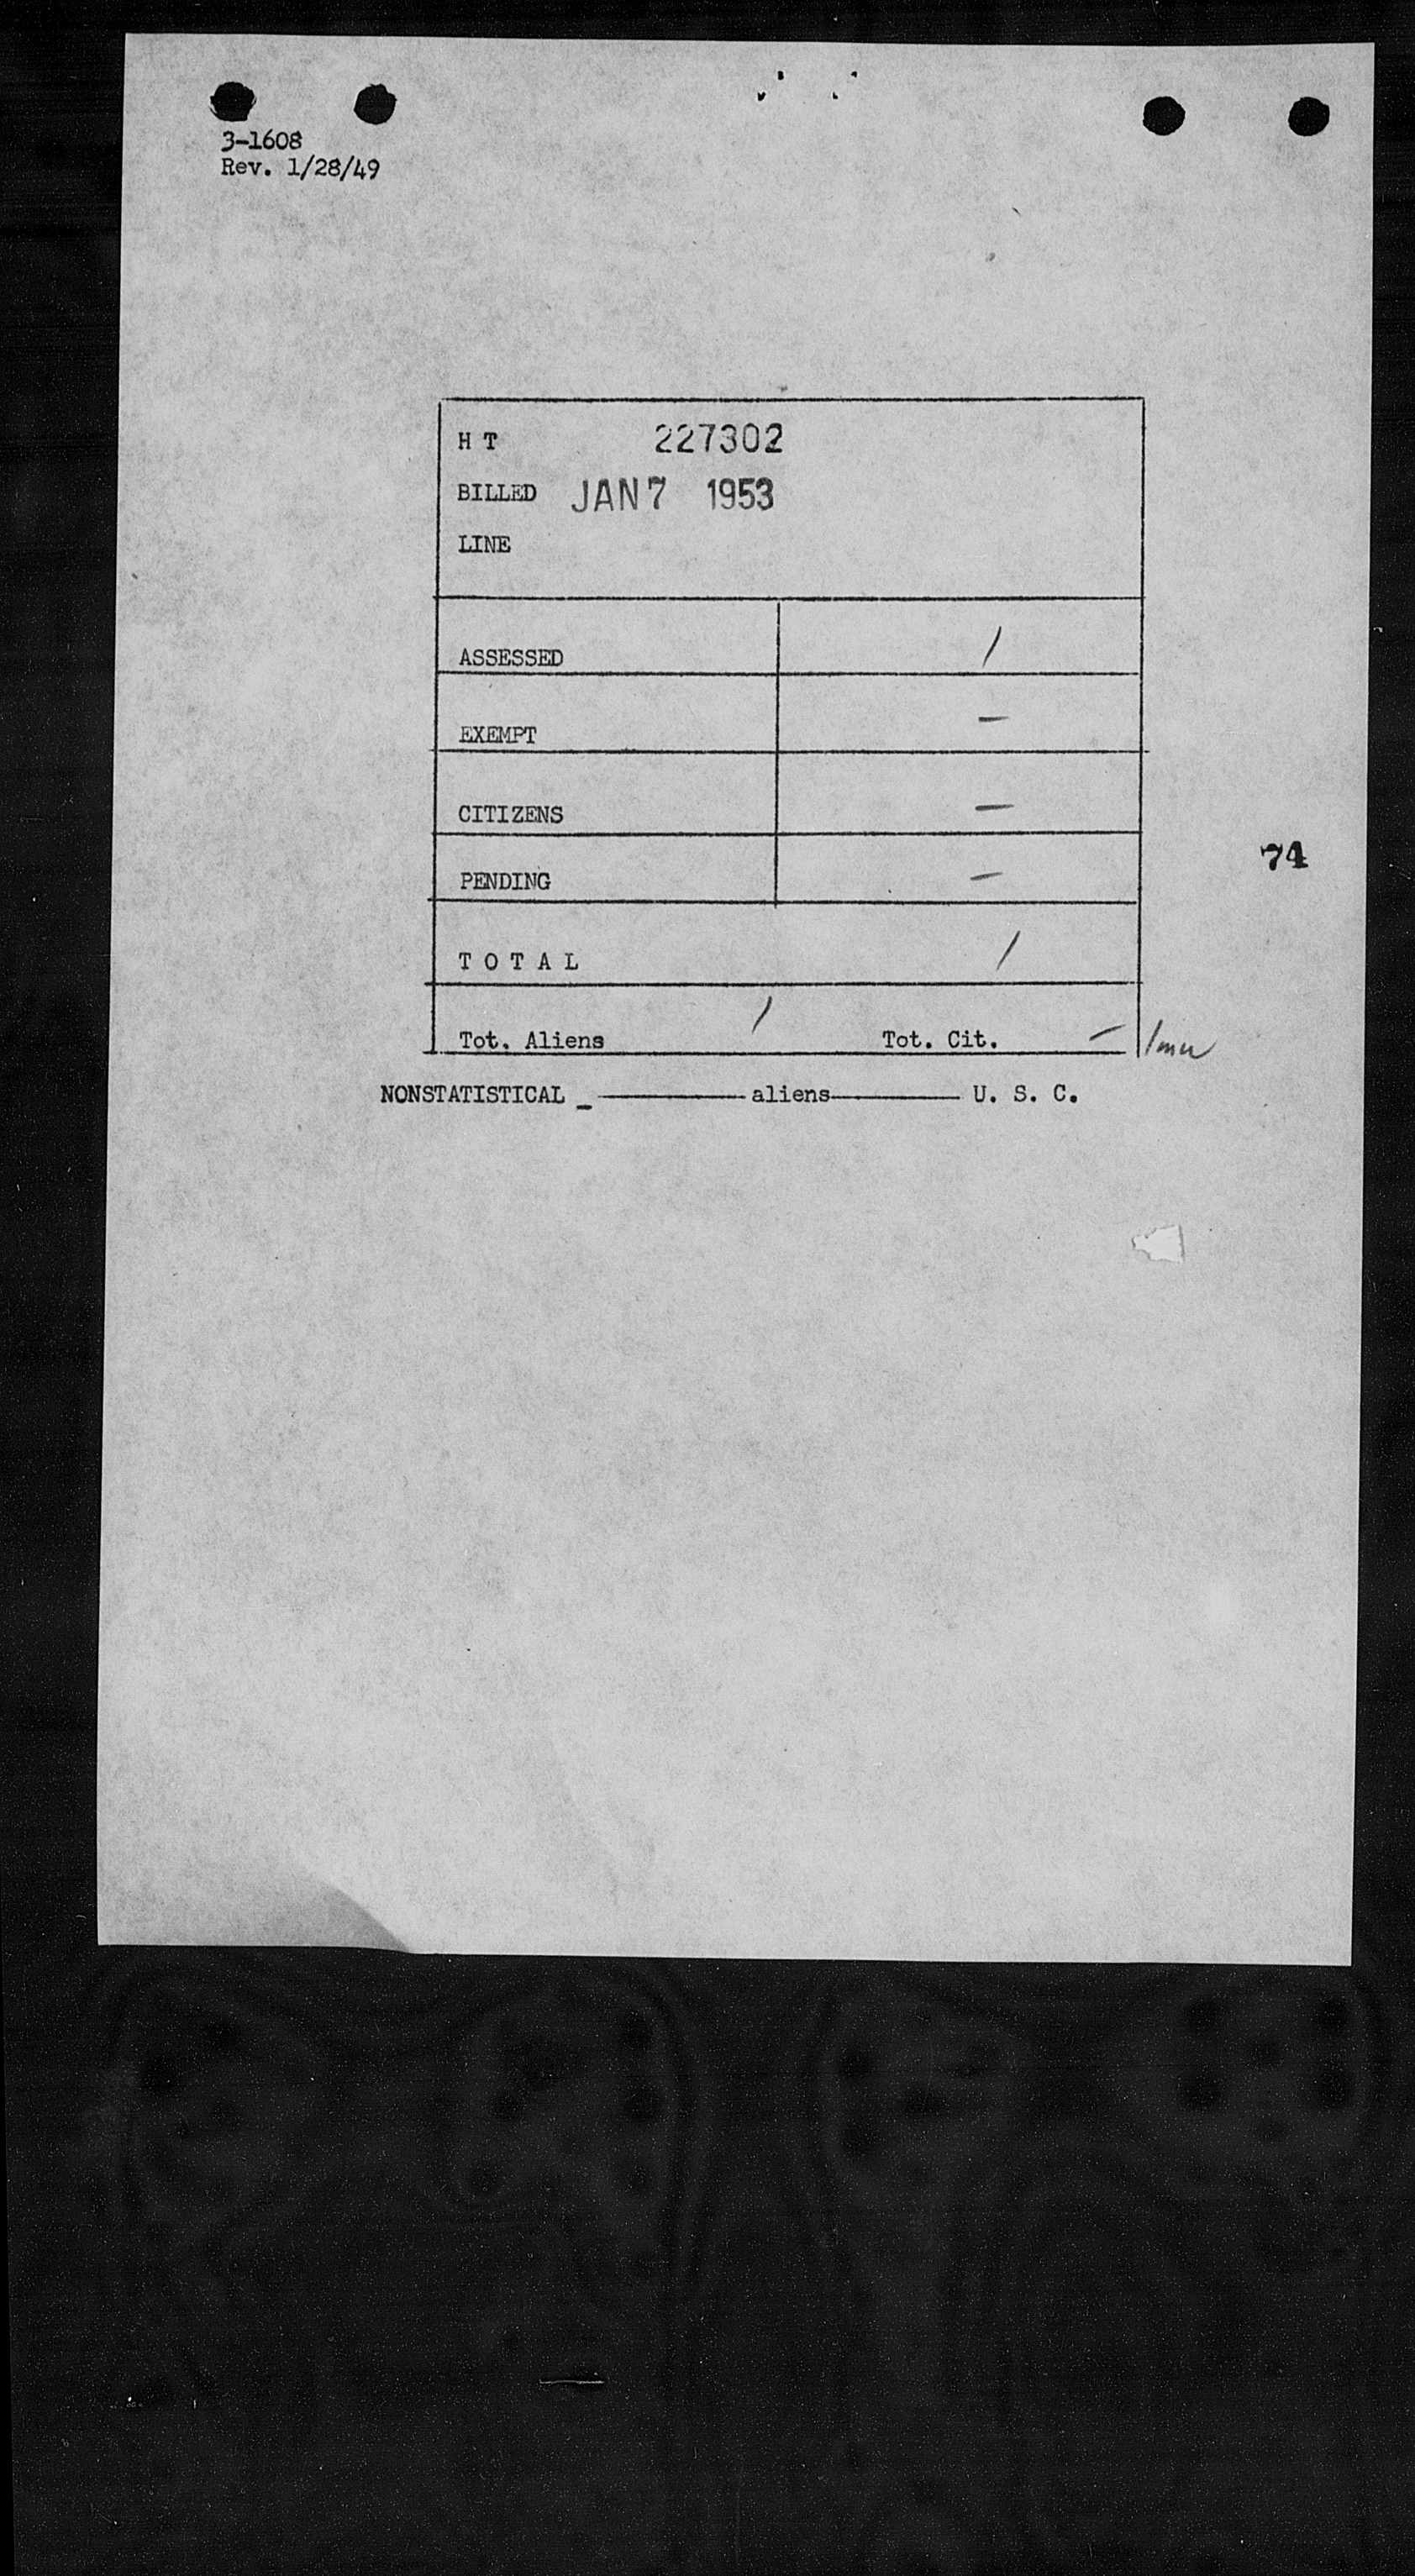 3-1608
Rev. 1/28/49
H T 227302
BILLED JAN 7 1953
LINE
ASSESSED /
EXEMPT —
CITIZENS —
PENDING —
74
T O T A L /
Tot. Aliens / Tot. Cit. —
NONSTATISTICAL _ ———— aliens ———— U. S. C.